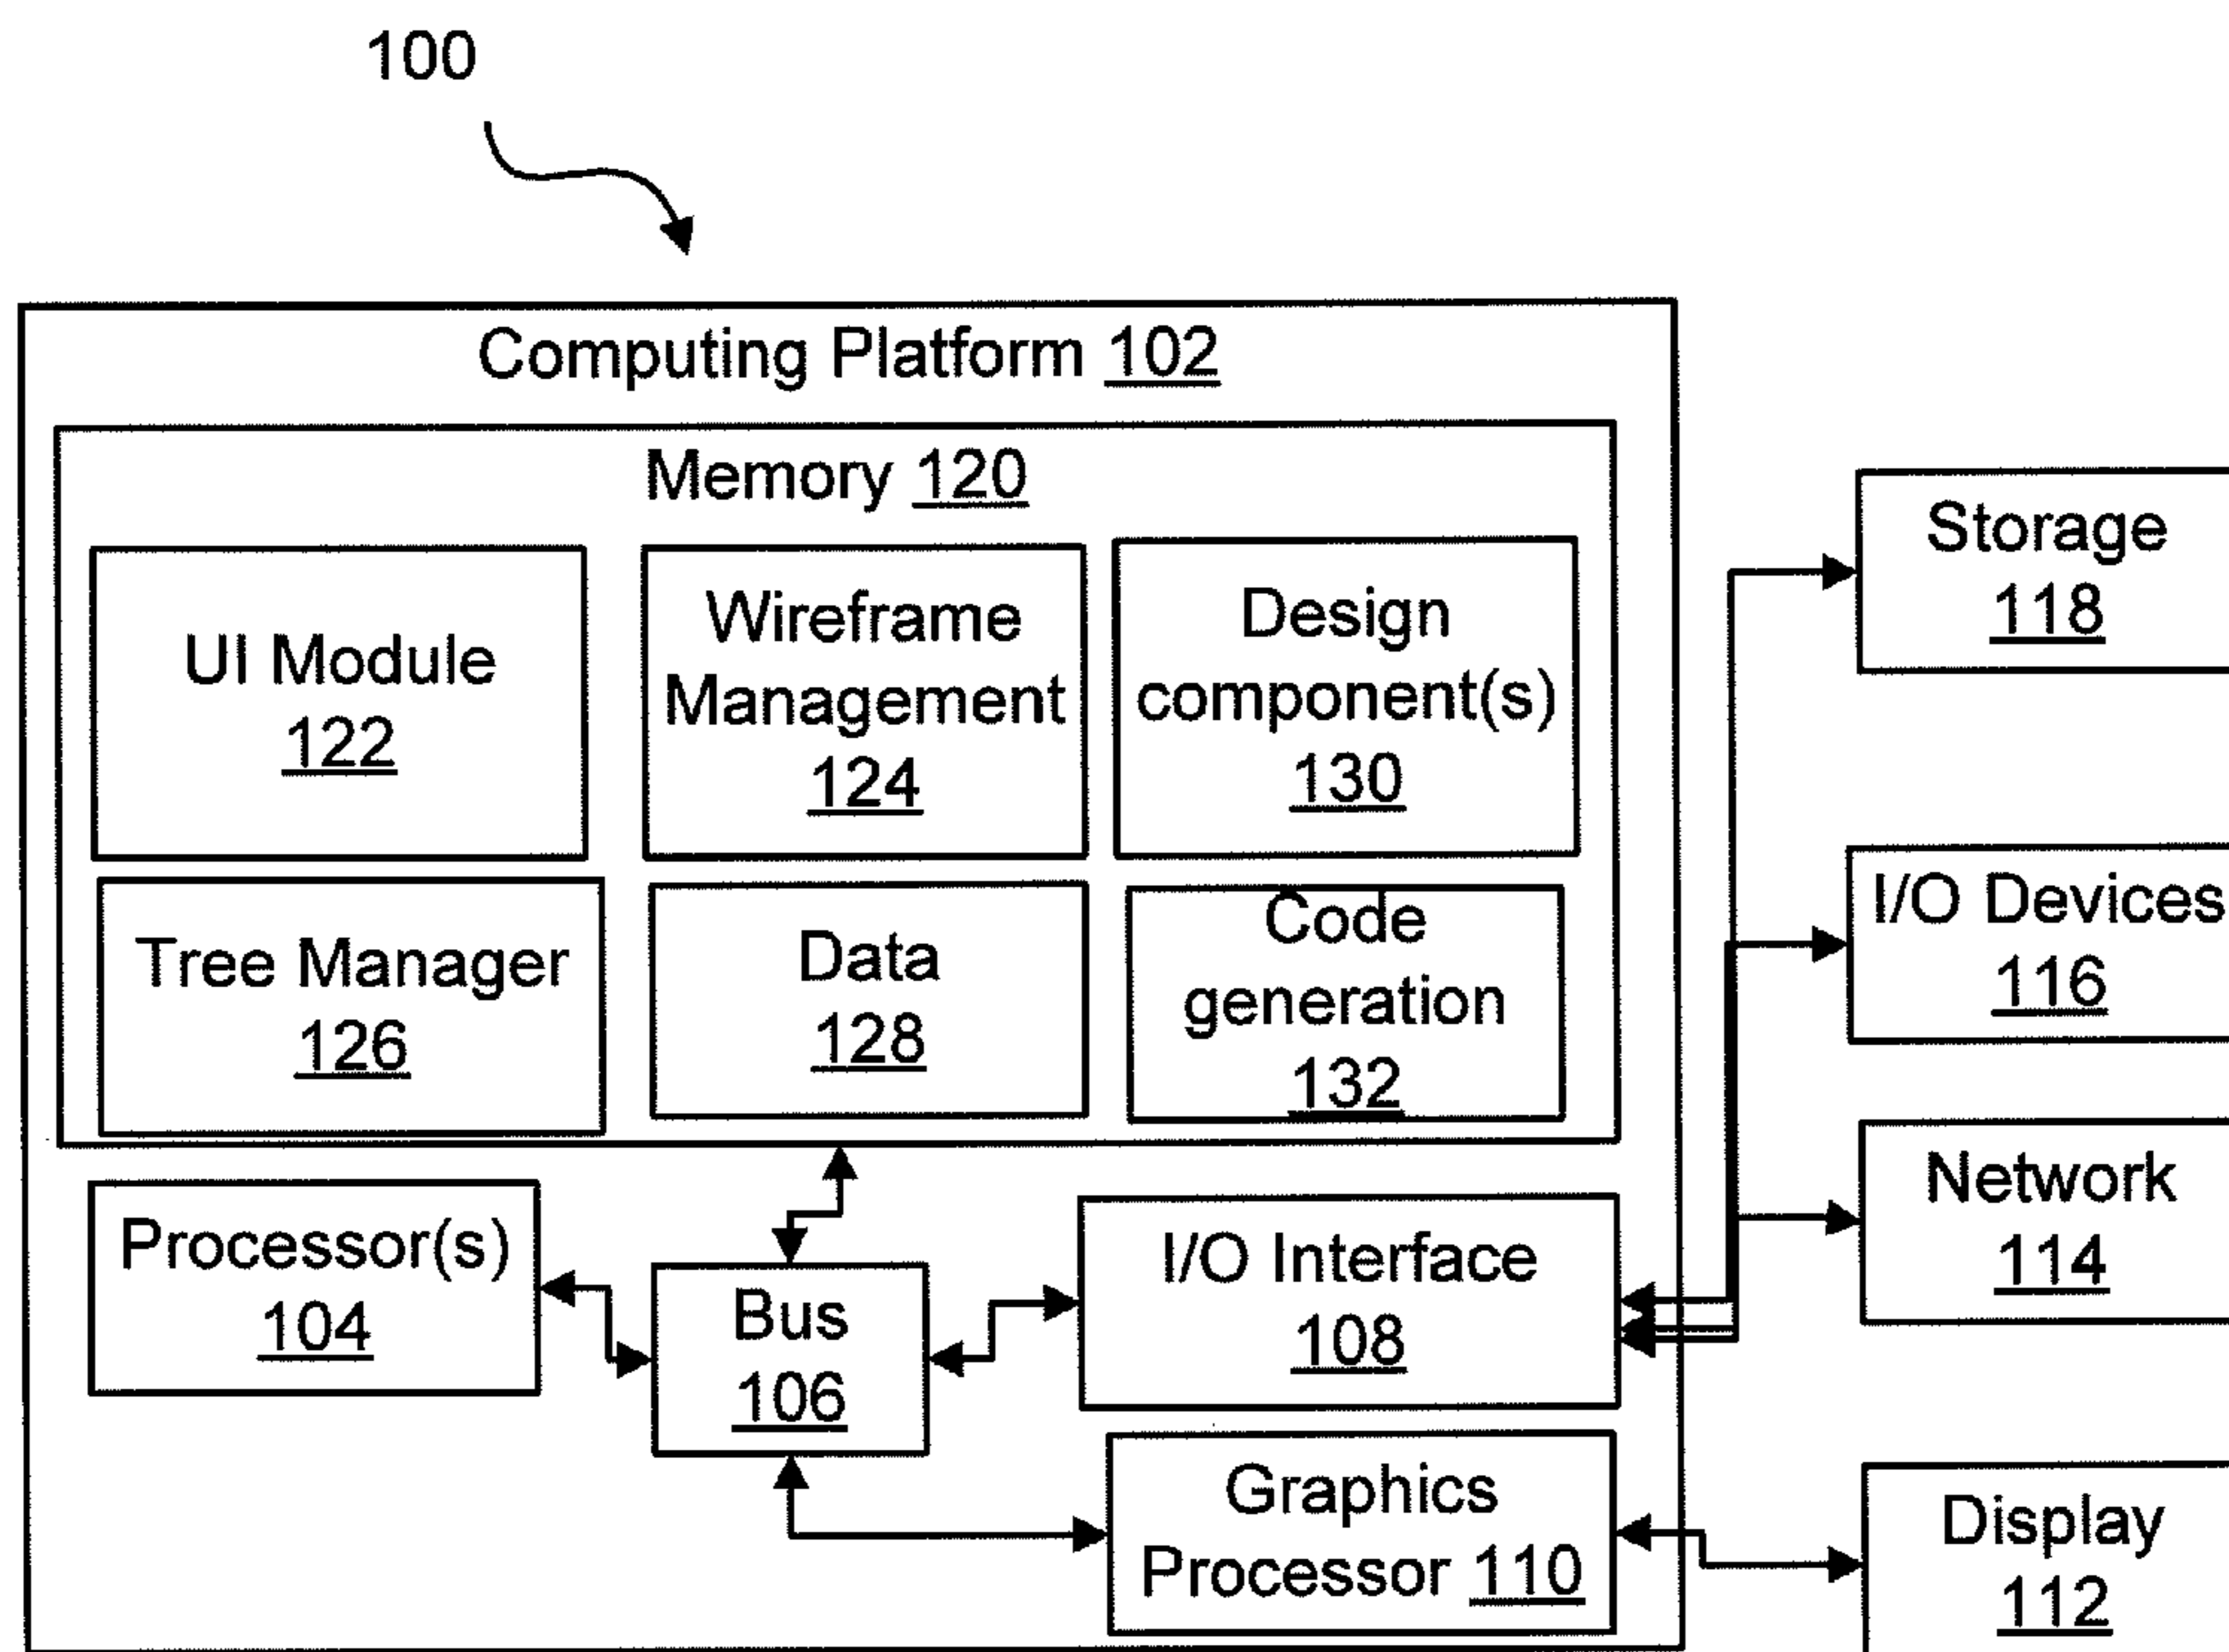 100
Computing Platform 102
Memory 120
UI Module
122
Wireframe
Management
124
Design
component(s)
130
Tree Manager
126
Data
128
Code
generation
132
Processor(s)
104
Bus
106
I/O Interface
108
Graphics
Processor 110
Storage
118
I/O Devices
116
Network
114
Display
112